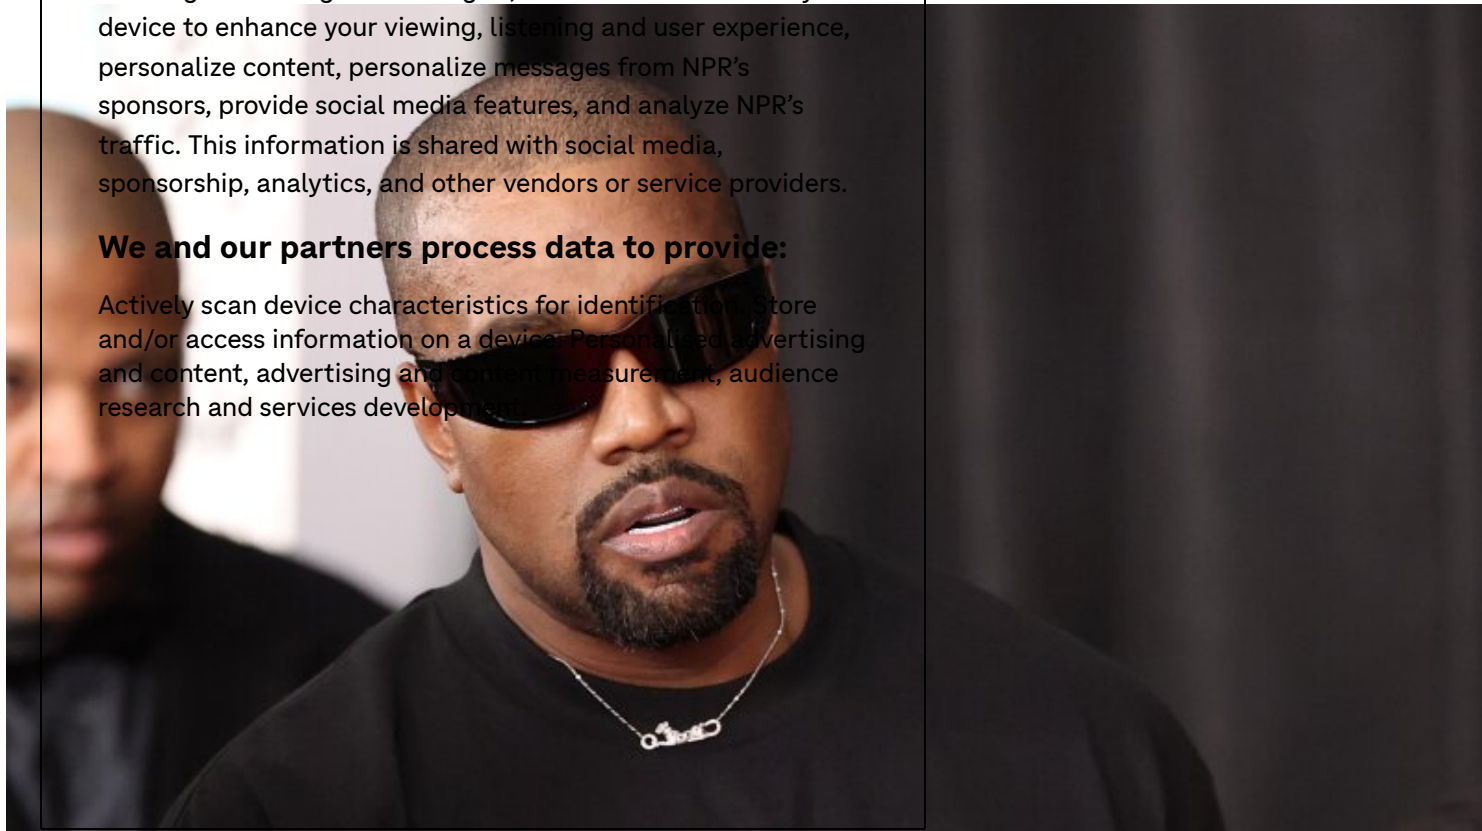 device to enhance your viewing, listening and user experience,
personalize content, personalize messages from NPR’s
sponsors, provide social media features, and analyze NPR’s
traffic. This information is shared with social media,
sponsorship, analytics, and other vendors or service providers.
We and our partners process data to provide:
Actively scan device characteristics for identification. Store
and/or access information on a device. Personalised advertising
and content, advertising and content measurement, audience
research and services development.